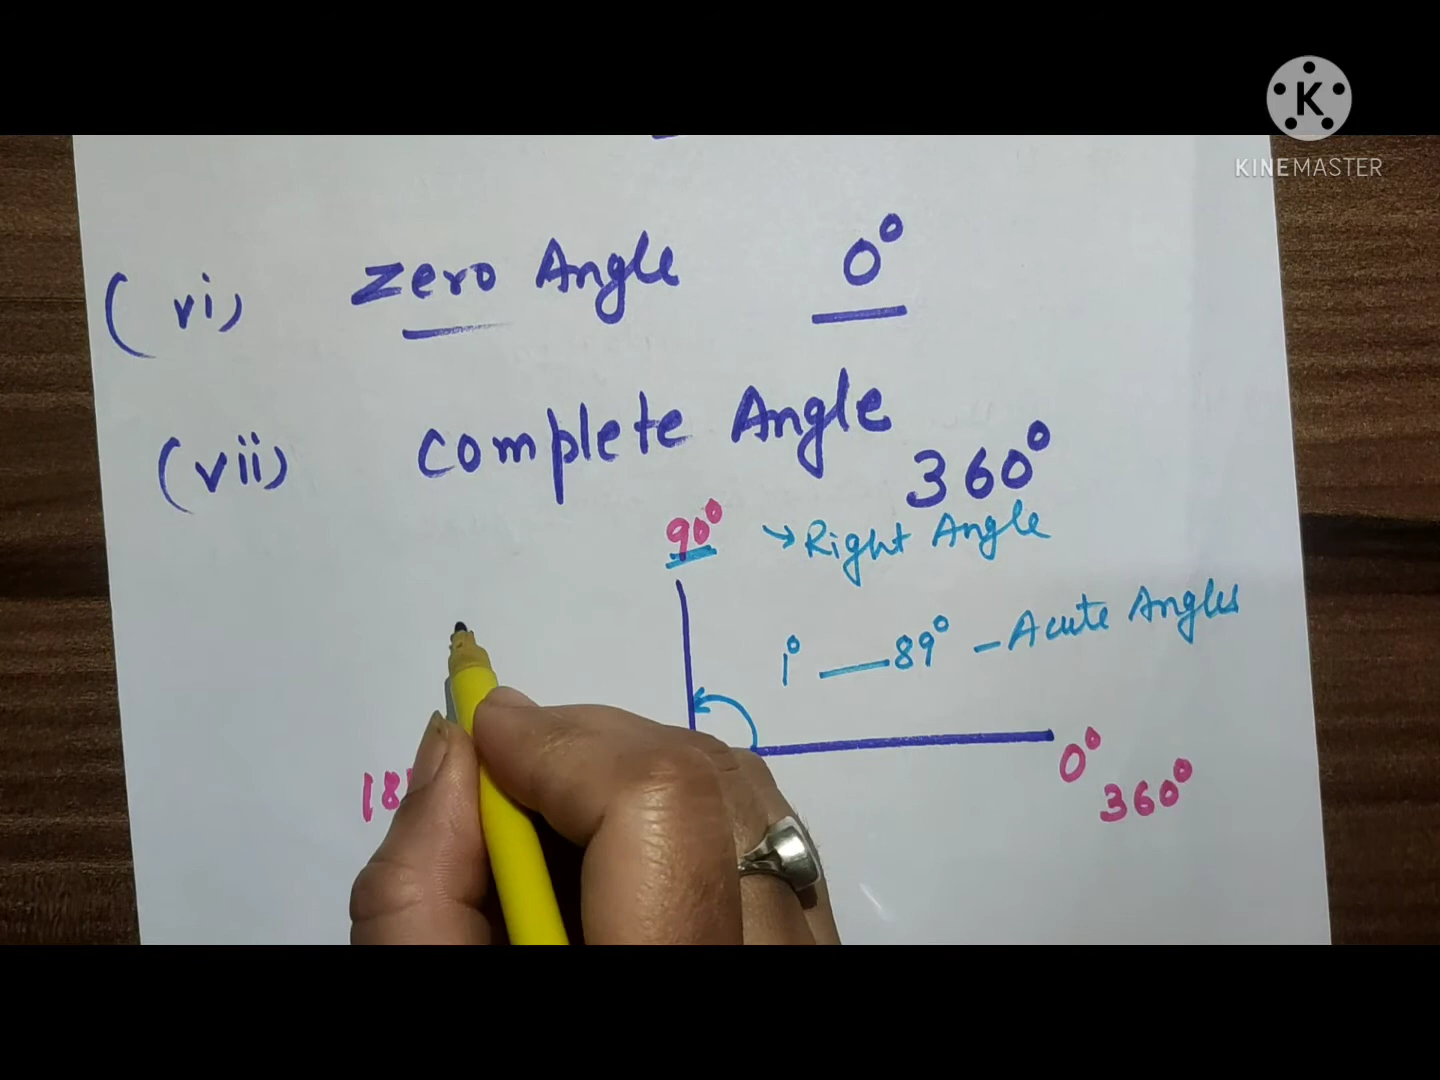 KINEMASTER
(vi) Zero Angle 0°
(vii) Complete Angle 360°
90° → Right Angle
1° — 89° - Acute Angles
0°
360°